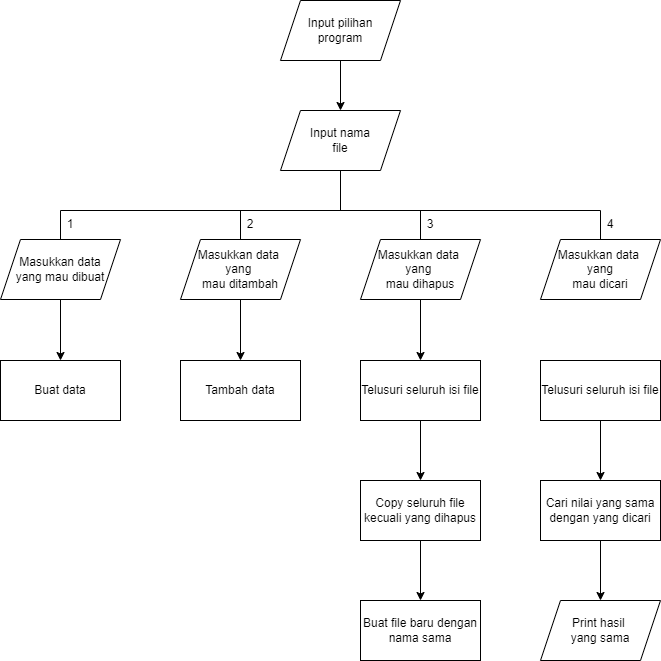 Input pilihan
program
Input nama
file
1
2
3
4
Masukkan data
yang mau dibuat
Masukkan data
yang
mau ditambah
Masukkan data
yang
mau dihapus
Masukkan data
yang
mau dicari
Buat data
Tambah data
Telusuri seluruh isi file
Telusuri seluruh isi file
Copy seluruh file
kecuali yang dihapus
Cari nilai yang sama
dengan yang dicari
Buat file baru dengan
nama sama
Print hasil
yang sama